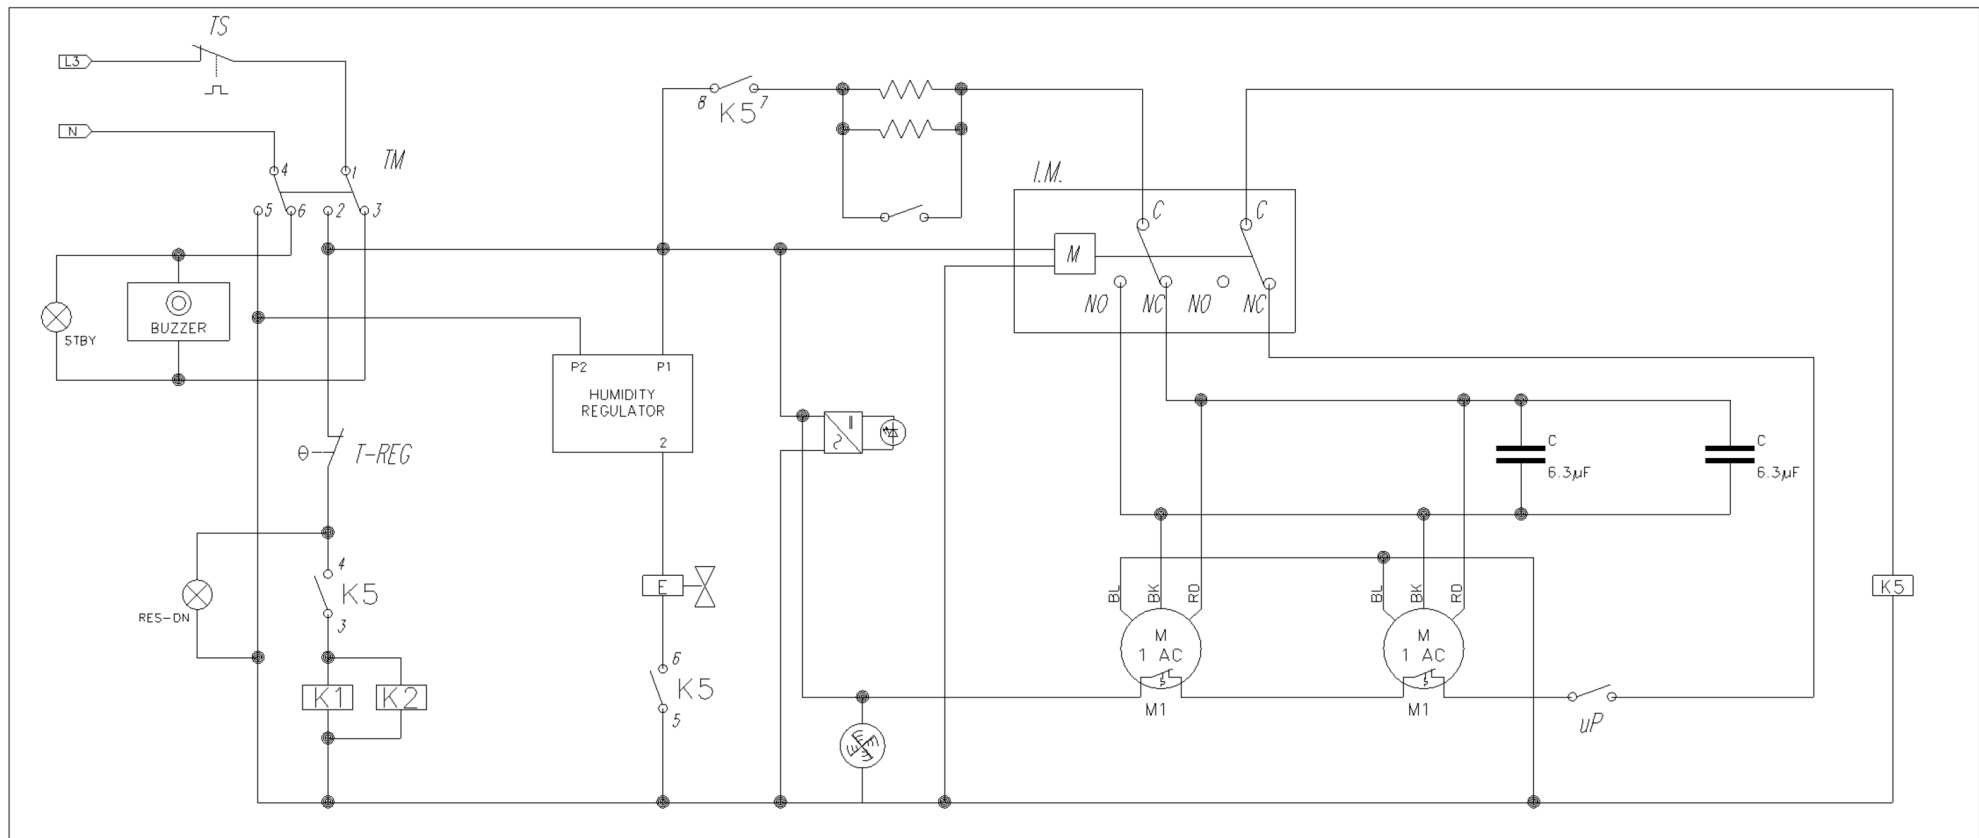 TS
L3
N
4
1
TM
5
6
2
3
BUZZER
STBY
8
K5
7
I.M.
C
C
M
NO
NC
NO
NC
P2
P1
HUMIDITY
REGULATOR
2
θ
T-REG
C
6.3µF
C
6.3µF
RES-DN
4
K5
3
K1
K2
E
6
K5
5
BL
BK
RD
M
1 AC
M1
BL
BK
RD
M
1 AC
M1
uP
K5